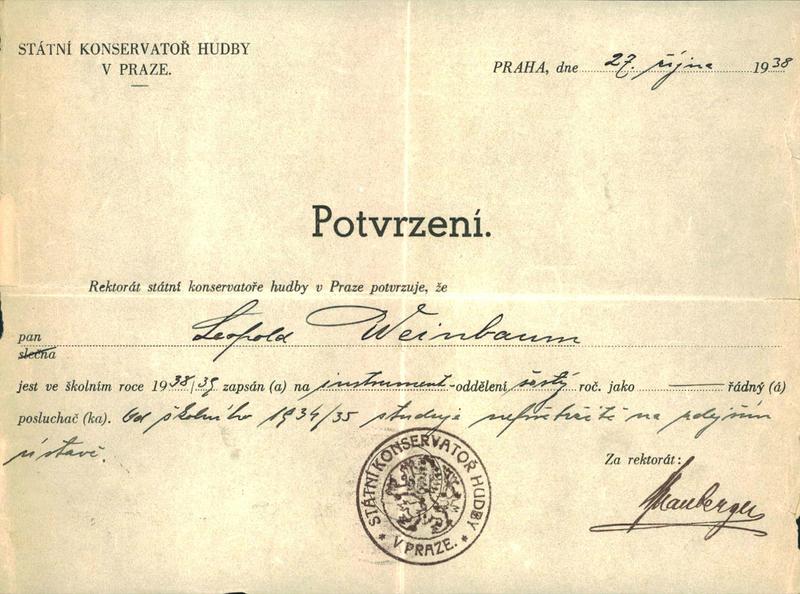 STÁTNÍ KONSERVATOŘ HUDBY
V PRAZE.
PRAHA, dne 27. října 1938
Potvrzení.
Rektorát státní konservatoře hudby v Praze potvrzuje, že
pan Leopold Weinbaum
slečna
jest ve školním roce 1938/39 zapsán (a) na instrument-oddělení šestý roč. jako řádný (á)
posluchač (ka). Od školního 1934/35 studuje nepřetržitě na zdejším
ústavě.
Za rektorát:
STÁTNÍ KONSERVATOŘ HUDBY
V PRAZE.